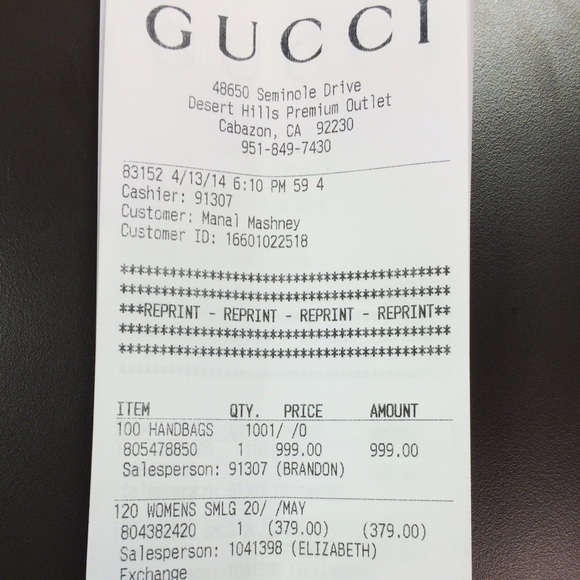 GUCCI
48650 Seminole Drive
Desert Hills Premium Outlet
Cabazon, CA 92230
951-849-7430
83152 4/13/14 6:10 PM 59 4
Cashier: 91307
Customer: Manal Mashney
Customer ID: 16601022518
******************************************
******************************************
***REPRINT - REPRINT - REPRINT - REPRINT**
******************************************
******************************************
ITEM QTY. PRICE AMOUNT
100 HANDBAGS 1001/ /0
805478850 1 999.00 999.00
Salesperson: 91307 (BRANDON)
120 WOMENS SMLG 20/ /MAY
804382420 1 (379.00) (379.00)
Salesperson: 1041398 (ELIZABETH)
Exchange